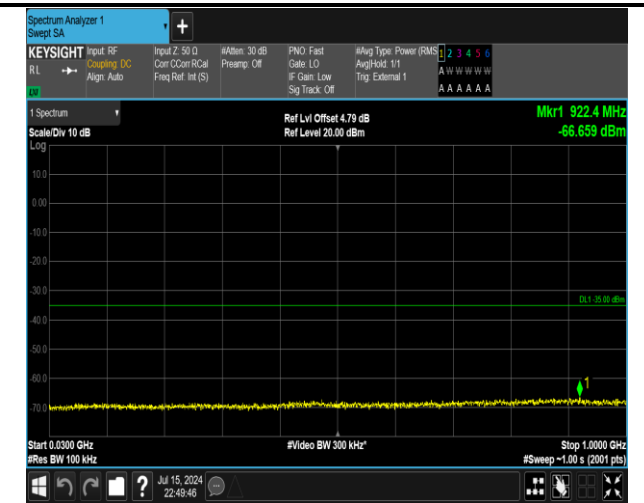 Spectrum Analyzer 1
Swept SA
+
KEYSIGHT Input: RF Input Z: 50 Ω #Atten: 30 dB PNO: Fast #Avg Type: Power (RMS 1 2 3 4 5 6
RL Coupling: DC Corr CCorr RCal Preamp: Off Gate: LO Avg|Hold: 1/1 A W W W W W
Align: Auto Freq Ref: Int (S) IF Gain: Low Trig: External 1
Sig Track: Off A A A A A A
1 Spectrum Ref Lvl Offset 4.79 dB Mkr1 922.4 MHz
Scale/Div 10 dB Ref Level 20.00 dBm -66.659 dBm
Log
10.0
0.00
-10.0
-20.0
-30.0
DL1 -35.00 dBm
-40.0
-50.0
-60.0
1
-70.0
Start 0.0300 GHz #Video BW 300 kHz* Stop 1.0000 GHz
#Res BW 100 kHz #Sweep ~1.00 s (2001 pts)
? Jul 15, 2024
22:49:46